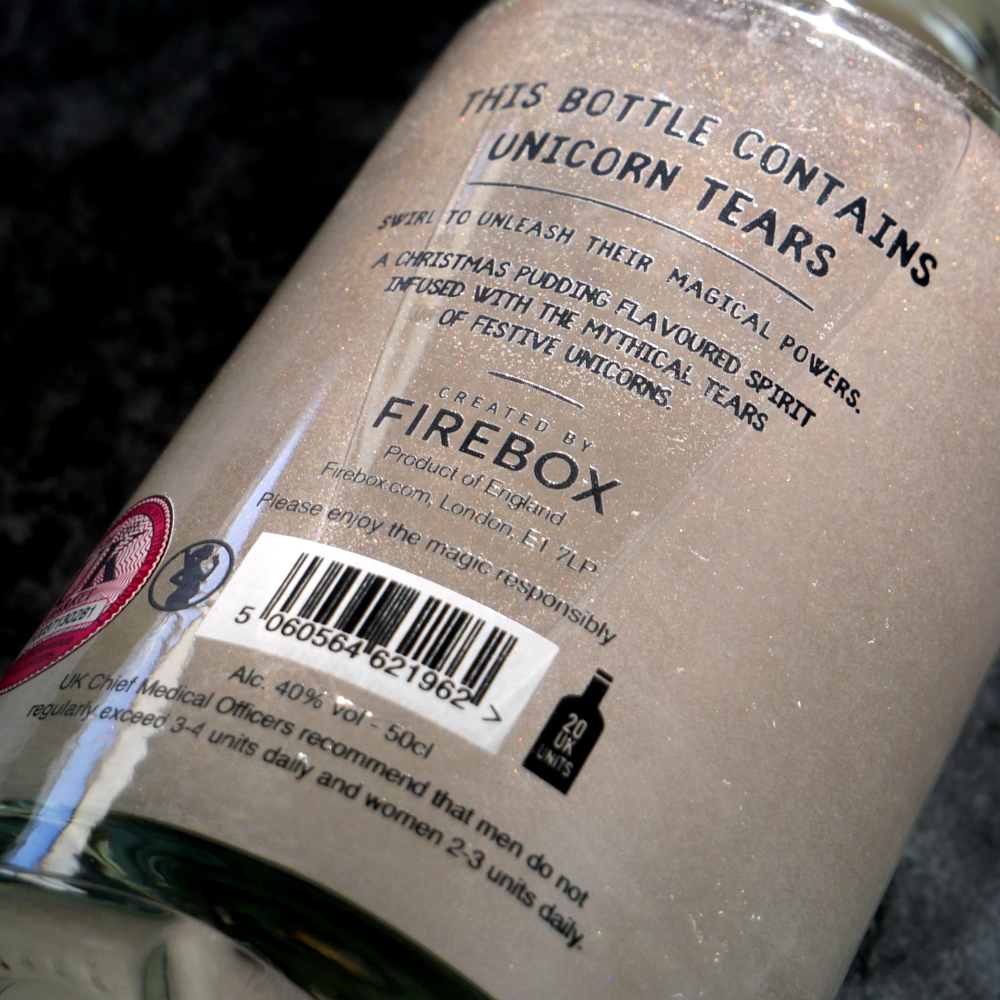 THIS BOTTLE CONTAINS
UNICORN TEARS
SWIRL TO UNLEASH THEIR MAGICAL POWERS.
A CHRISTMAS PUDDING FLAVOURED SPIRIT
INFUSED WITH THE MYTHICAL TEARS
OF FESTIVE UNICORNS.
CREATED BY
FIREBOX
Product of England
Firebox.com, London, E1 7LP
Please enjoy the magic responsibly
5 060564 621962 >
20
UK
UNITS
Alc. 40% vol - 50cl
UK Chief Medical Officers recommend that men do not
regularly exceed 3-4 units daily and women 2-3 units daily.